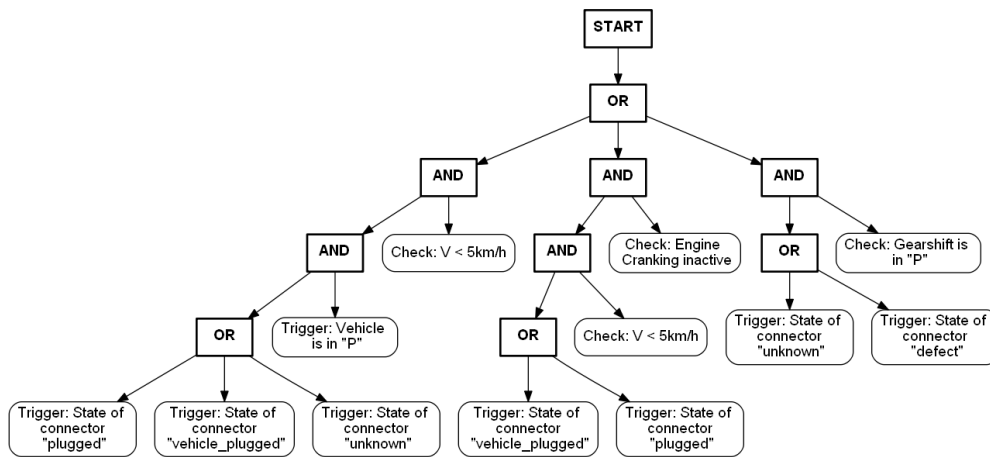 START
OR
AND
AND
AND
AND
Check: V < 5km/h
AND
Check: Engine
Cranking inactive
OR
Check: Gearshift is
in "P"
OR
Trigger: Vehicle
is in "P"
OR
Check: V < 5km/h
Trigger: State of
connector
"unknown"
Trigger: State of
connector
"defect"
Trigger: State of
connector
"plugged"
Trigger: State of
connector
"vehicle_plugged"
Trigger: State of
connector
"unknown"
Trigger: State of
connector
"vehicle_plugged"
Trigger: State of
connector
"plugged"